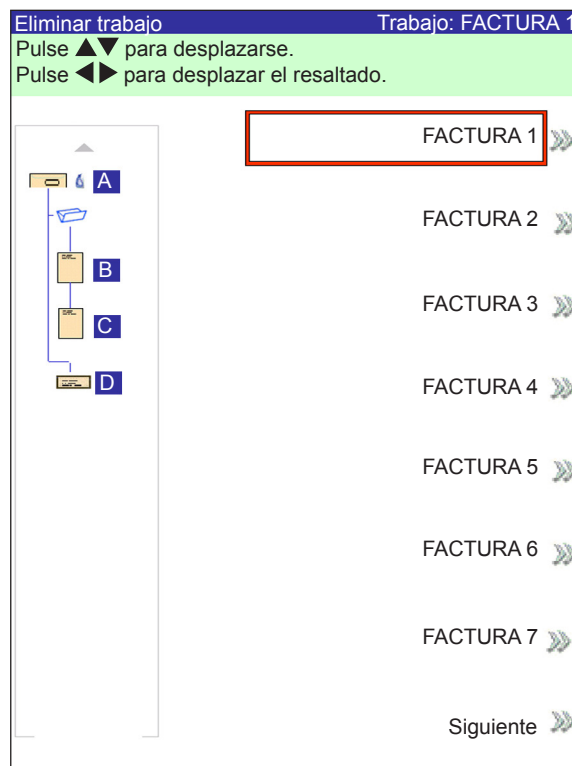 Eliminar trabajo Trabajo: FACTURA 1
Pulse ▲▼ para desplazarse.
Pulse ◀▶ para desplazar el resaltado.
FACTURA 1
A
FACTURA 2
B
FACTURA 3
C
D
FACTURA 4
FACTURA 5
FACTURA 6
FACTURA 7
Siguiente